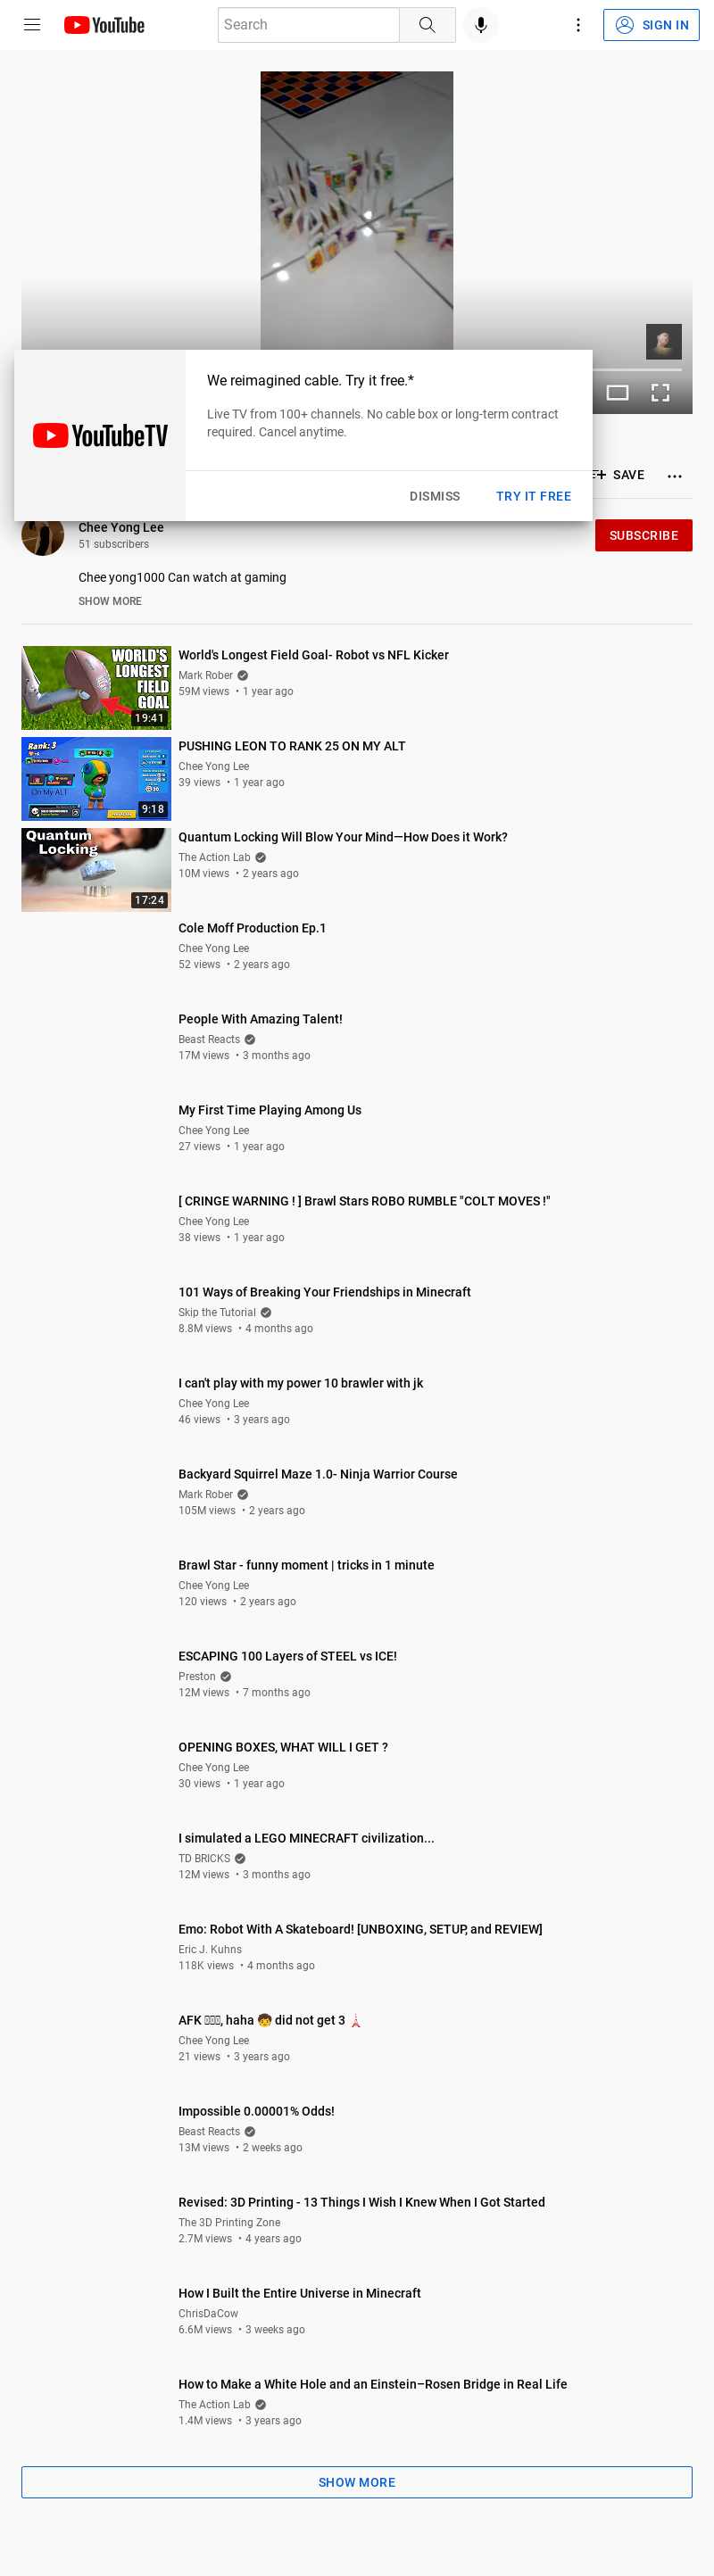 YouTube
Search
SIGN IN
We reimagined cable. Try it free.*
Live TV from 100+ channels. No cable box or long-term contract
required. Cancel anytime.
YouTubeTV
DISMISS
TRY IT FREE
SAVE
Chee Yong Lee
51 subscribers
SUBSCRIBE
Chee yong1000 Can watch at gaming
SHOW MORE
WORLD'S
LONGEST
FIELD
GOAL
19:41
World's Longest Field Goal- Robot vs NFL Kicker
Mark Rober
59M views • 1 year ago
Rank: 3
On My ALT
9:18
PUSHING LEON TO RANK 25 ON MY ALT
Chee Yong Lee
39 views • 1 year ago
Quantum
Locking
17:24
Quantum Locking Will Blow Your Mind—How Does it Work?
The Action Lab
10M views • 2 years ago
Cole Moff Production Ep.1
Chee Yong Lee
52 views • 2 years ago
People With Amazing Talent!
Beast Reacts
17M views • 3 months ago
My First Time Playing Among Us
Chee Yong Lee
27 views • 1 year ago
[ CRINGE WARNING ! ] Brawl Stars ROBO RUMBLE "COLT MOVES !"
Chee Yong Lee
38 views • 1 year ago
101 Ways of Breaking Your Friendships in Minecraft
Skip the Tutorial
8.8M views • 4 months ago
I can't play with my power 10 brawler with jk
Chee Yong Lee
46 views • 3 years ago
Backyard Squirrel Maze 1.0- Ninja Warrior Course
Mark Rober
105M views • 2 years ago
Brawl Star - funny moment | tricks in 1 minute
Chee Yong Lee
120 views • 2 years ago
ESCAPING 100 Layers of STEEL vs ICE!
Preston
12M views • 7 months ago
OPENING BOXES, WHAT WILL I GET ?
Chee Yong Lee
30 views • 1 year ago
I simulated a LEGO MINECRAFT civilization...
TD BRICKS
12M views • 3 months ago
Emo: Robot With A Skateboard! [UNBOXING, SETUP, and REVIEW]
Eric J. Kuhns
118K views • 4 months ago
AFK , haha 🧒 did not get 3 🗼
Chee Yong Lee
21 views • 3 years ago
Impossible 0.00001% Odds!
Beast Reacts
13M views • 2 weeks ago
Revised: 3D Printing - 13 Things I Wish I Knew When I Got Started
The 3D Printing Zone
2.7M views • 4 years ago
How I Built the Entire Universe in Minecraft
ChrisDaCow
6.6M views • 3 weeks ago
How to Make a White Hole and an Einstein–Rosen Bridge in Real Life
The Action Lab
1.4M views • 3 years ago
SHOW MORE